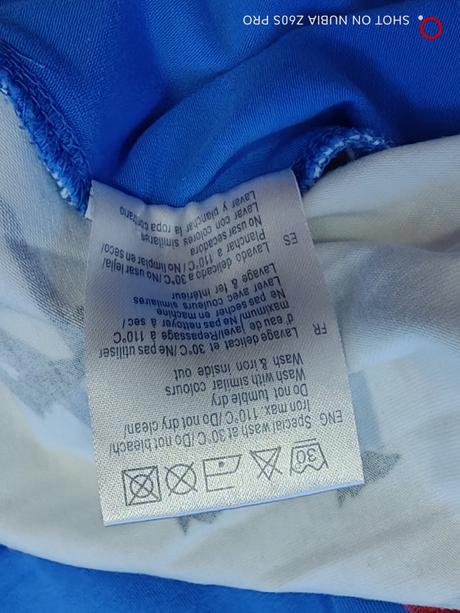 30
ENG Special wash at 30°C/Do not bleach/
Iron max. 110°C/Do not dry clean/
Do not tumble dry
Wash with similar colours
Wash & iron inside out
FR Lavage délicat et 30°C/Ne pas utiliser
d'eau de javel/Repassage à 110°C
maximum/ Ne pas nettoyer à sec /
Ne pas sécher en machine
Laver avec couleurs similaires
Lavage & fer intérieur
ES Lavado delicado a 30°C/No usar lejía/
Planchar a 110°C/ No limpiar en seco/
No usar secadora
Lavar con colores similares
Lavar y planchar la ropa contrario
SHOT ON NUBIA Z60S PRO